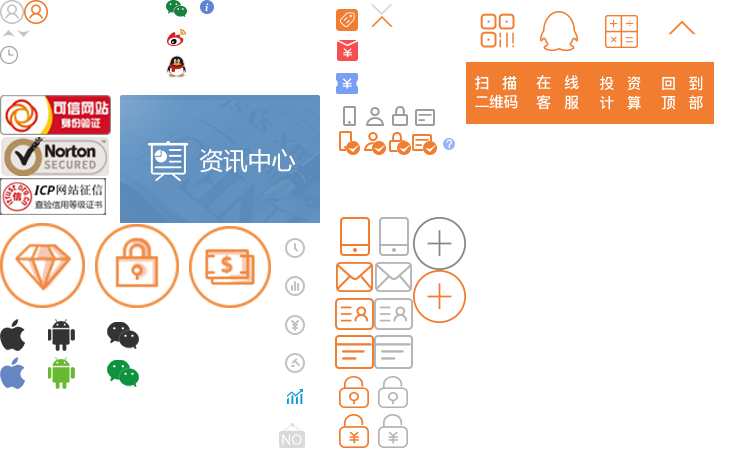 扫 描
二维码
在 线
客 服
投 资
计 算
回 到
顶 部
可信网站
身份验证
Norton
SECURED
资讯中心
信
ICP网站征信
查验信用等级证书
NO